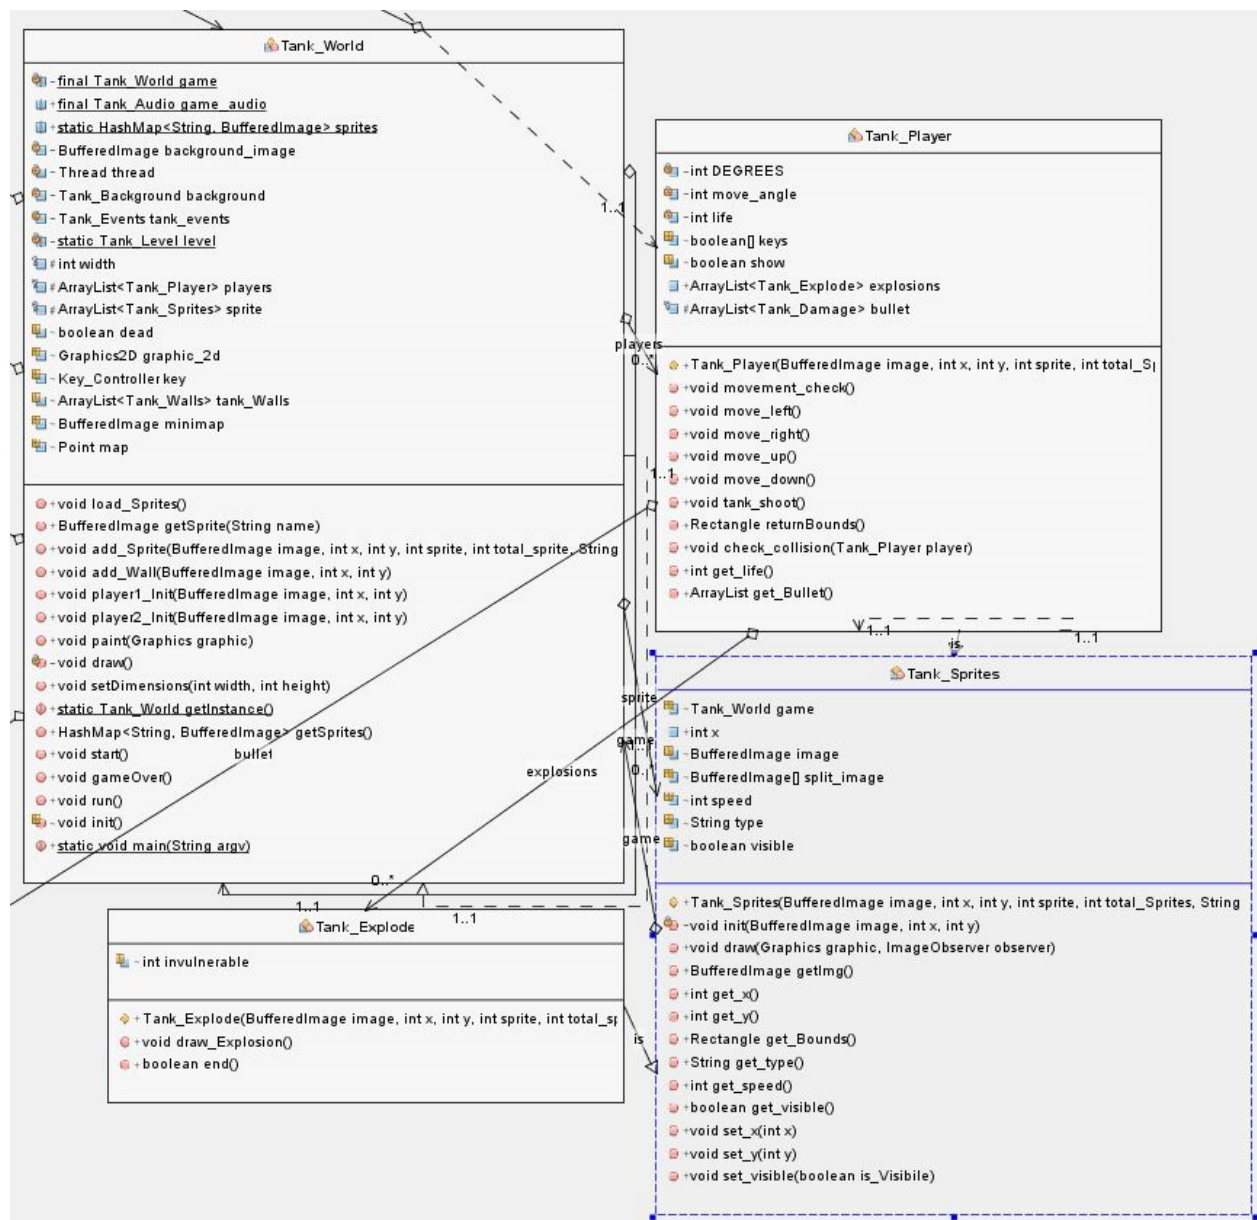 Tank_World
-final Tank_World game
+final Tank_Audio game_audio
+static HashMap<String, BufferedImage> sprites
-BufferedImage background_image
-Thread thread
-Tank_Background background
-Tank_Events tank_events
-static Tank_Level level
#int width
#ArrayList<Tank_Player> players
#ArrayList<Tank_Sprites> sprite
~boolean dead
~Graphics2D graphic_2d
~Key_Controller key
~ArrayList<Tank_Walls> tank_Walls
~BufferedImage minimap
~Point map
+void load_Sprites()
+BufferedImage getSprite(String name)
+void add_Sprite(BufferedImage image, int x, int y, int sprite, int total_sprite, String
+void add_Wall(BufferedImage image, int x, int y)
+void player1_Init(BufferedImage image, int x, int y)
+void player2_Init(BufferedImage image, int x, int y)
+void paint(Graphics graphic)
-void draw()
+void setDimensions(int width, int height)
+static Tank_World getInstance()
+HashMap<String, BufferedImage> getSprites()
+void start()
bullet
+void gameOver()
+void run()
~void init()
+static void main(String argv)
Tank_Player
-int DEGREES
-int move_angle
-int life
~boolean[] keys
~boolean show
+ArrayList<Tank_Explode> explosions
#ArrayList<Tank_Damage> bullet
+Tank_Player(BufferedImage image, int x, int y, int sprite, int total_Sp
+void movement_check()
+void move_left()
+void move_right()
+void move_up()
+void move_down()
+void tank_shoot()
+Rectangle returnBounds()
+void check_collision(Tank_Player player)
+int get_life()
+ArrayList get_Bullet()
1..1
players
0..*
1..1
1..1
1..1
is
sprite
game
0..*
explosions
game
Tank_Sprites
~Tank_World game
+int x
~BufferedImage image
~BufferedImage[] split_image
~int speed
~String type
~boolean visible
+Tank_Sprites(BufferedImage image, int x, int y, int sprite, int total_Sprites, String
-void init(BufferedImage image, int x, int y)
+void draw(Graphics graphic, ImageObserver observer)
+BufferedImage getImg()
+int get_x()
+int get_y()
+Rectangle get_Bounds()
+String get_type()
+int get_speed()
+boolean get_visible()
+void set_x(int x)
+void set_y(int y)
+void set_visible(boolean is_Visibile)
0..*
1..1
1..1
Tank_Explode
~int invulnerable
+Tank_Explode(BufferedImage image, int x, int y, int sprite, int total_sp
+void draw_Explosion()
+boolean end()
is